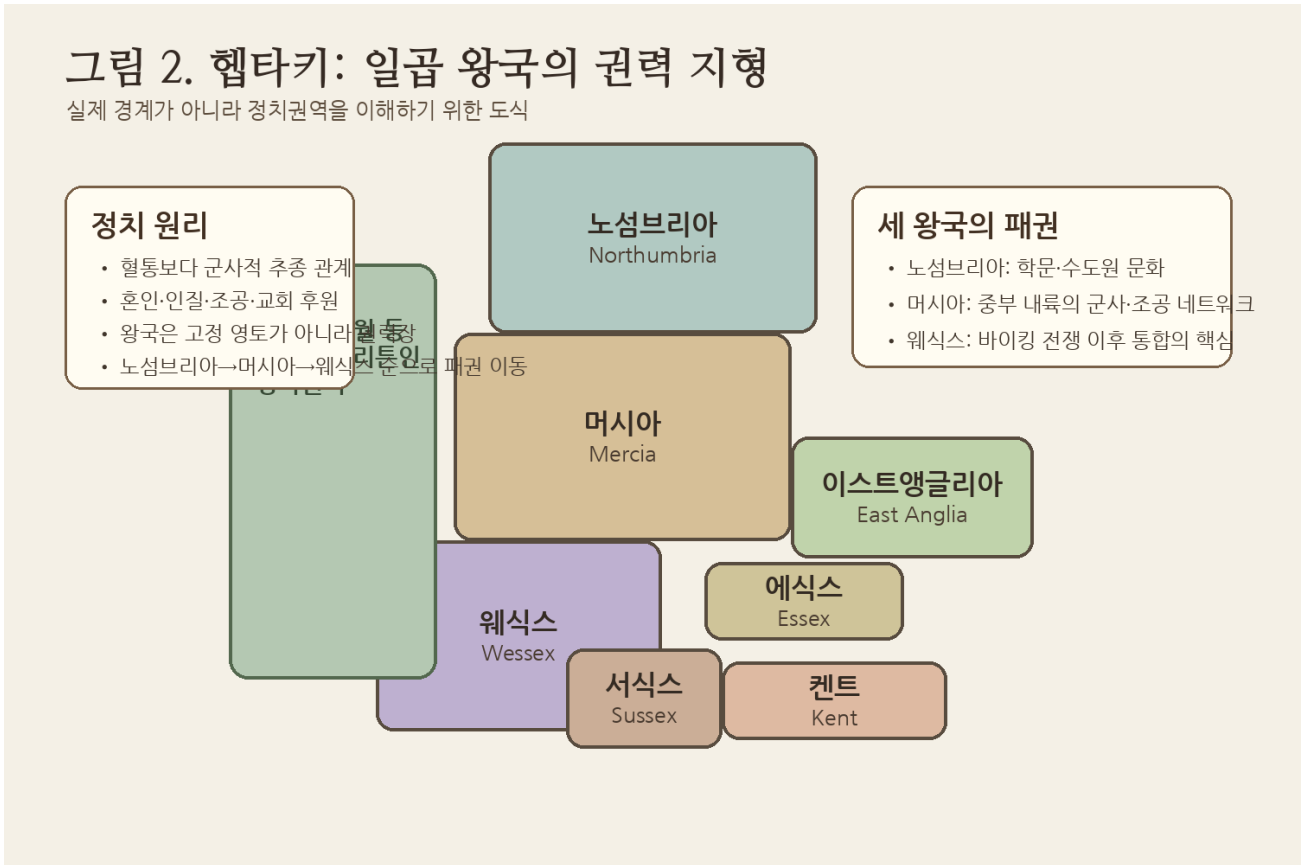 그림 2. 헵타키: 일곱 왕국의 권력 지형
실제 경계가 아니라 정치권역을 이해하기 위한 도식
정치 원리
• 혈통보다 군사적 추종 관계
• 혼인·인질·조공·교회 후원
• 왕국은 고정 영토가 아니라
• 노섬브리아→머시아→웨식스 순으로 패권 이동
노섬브리아
Northumbria
세 왕국의 패권
• 노섬브리아: 학문·수도원 문화
• 머시아: 중부 내륙의 군사·조공 네트워크
• 웨식스: 바이킹 전쟁 이후 통합의 핵심
머시아
Mercia
이스트앵글리아
East Anglia
에식스
Essex
웨식스
Wessex
서식스
Sussex
켄트
Kent